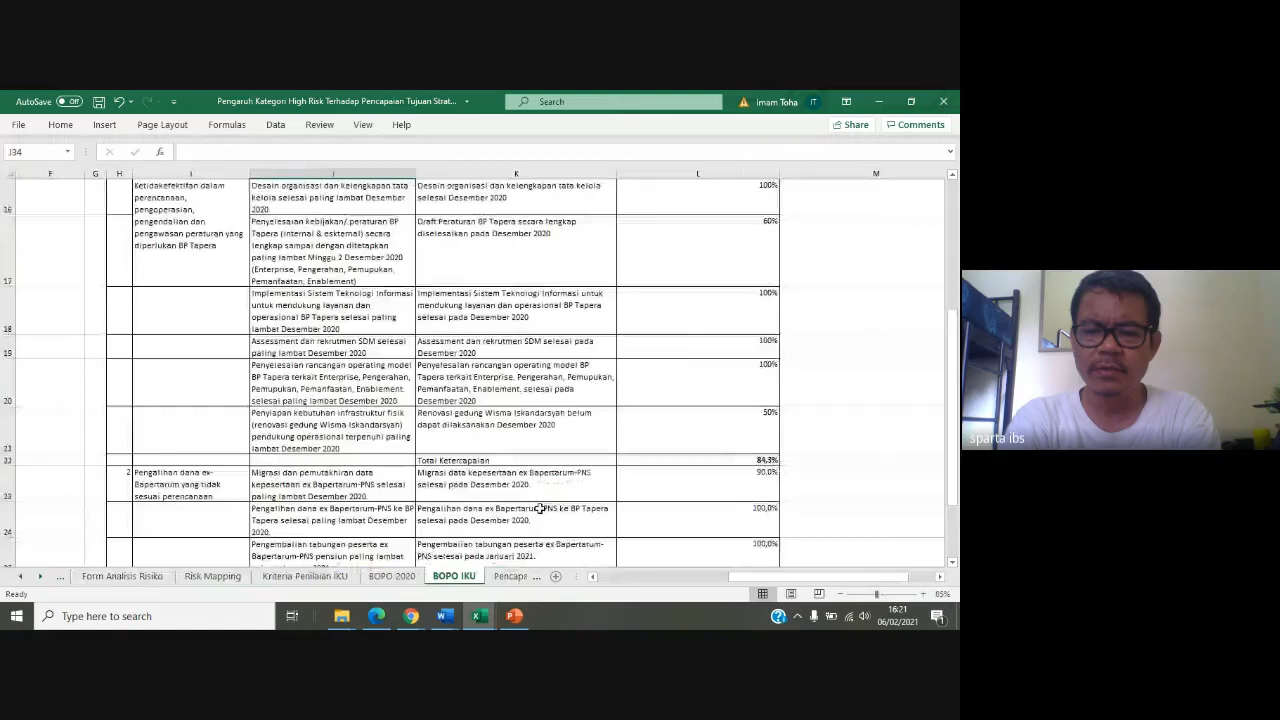 AutoSave Off
Pengaruh Kategori High Risk Terhadap Pencapaian Tujuan Strat...
Search
Imam Toha IT
File Home Insert Page Layout Formulas Data Review View Help
Share Comments
J34
fx
F G H I J K L M
Ketidakefektifan dalam
perencanaan,
pengoperasian,
pengendalian dan
pengawasan peraturan yang
diperlukan BP Tapera
Desain organisasi dan kelengkapan tata
kelola selesai paling lambat Desember
2020
Desain organisasi dan kelengkapan tata kelola
selesai Desember 2020
100%
16
Penyelesaian kebijakan/ peraturan BP
Tapera (internal & eskternal) secara
lengkap sampai dengan ditetapkan
paling lambat Minggu 2 Desember 2020
(Enterprise, Pengerahan, Pemupukan,
Pemanfaatan, Enablement)
Draft Peraturan BP Tapera secara lengkap
diselesaikan pada Desember 2020
60%
17
Implementasi Sistem Teknologi Informasi
untuk mendukung layanan dan
operasional BP Tapera selesai paling
lambat Desember 2020
Implementasi Sistem Teknologi Informasi untuk
mendukung layanan dan operasional BP Tapera
selesai pada Desember 2020
100%
18
Assessment dan rekrutmen SDM selesai
paling lambat Desember 2020
Assessment dan rekrutmen SDM selesai pada
Desember 2020
100%
19
Penyelesaian rancangan operating model
BP Tapera terkait Enterprise, Pengerahan,
Pemupukan, Pemanfaatan, Enablement.
selesai paling lambat Desember 2020
Penyelesaian rancangan operating model BP
Tapera terkait Enterprise, Pengerahan, Pemupukan,
Pemanfaatan, Enablement. selesai pada
Desember 2020
100%
20
Penyiapan kebutuhan infrastruktur fisik
(renovasi gedung Wisma Iskandarsyah)
pendukung operasional terpenuhi paling
lambat Desember 2020
Renovasi gedung Wisma Iskandarsyah belum
dapat dilaksanakan Desember 2020
50%
21
22
Total Ketercapaian
84,3%
2
Pengalihan dana ex-
Bapertarum yang tidak
sesuai perencanaan
Migrasi dan pemutakhiran data
kepesertaan ex Bapertarum-PNS selesai
paling lambat Desember 2020.
Migrasi data kepesertaan ex Bapertarum-PNS
selesai pada Desember 2020.
90,0%
23
Pengalihan dana ex Bapertarum-PNS ke BP
Tapera selesai paling lambat Desember
2020.
Pengalihan dana ex Bapertarum-PNS ke BP Tapera
selesai pada Desember 2020.
100,0%
24
Pengembalian tabungan peserta ex
Bapertarum-PNS pensiun paling lambat
Pengembalian tabungan peserta ex Bapertarum-
PNS selesai pada Januari 2021.
100,0%
... Form Analisis Risiko Risk Mapping Kriteria Penilaian IKU BOPO 2020 BOPO IKU Pencapa ...
Ready
85%
Type here to search
16:21
06/02/2021
sparta ibs